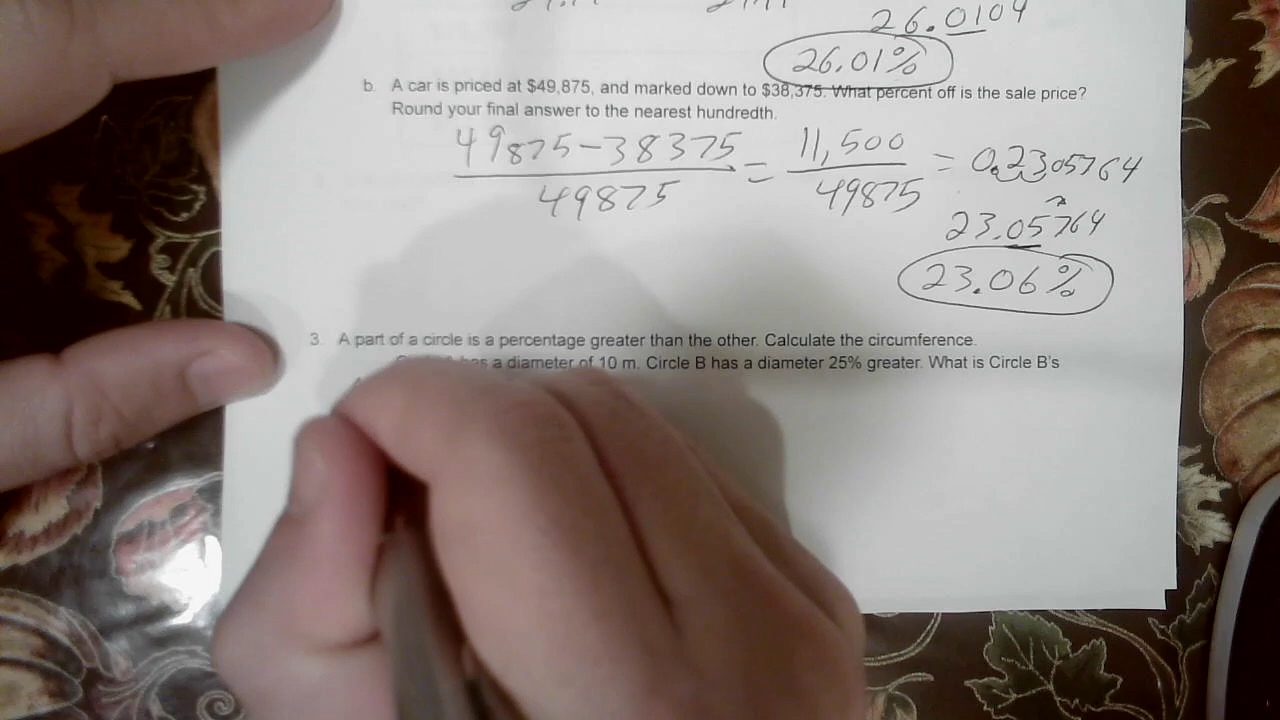 26.0104
26.01%
b. A car is priced at $49,875, and marked down to $38,375. What percent off is the sale price?
Round your final answer to the nearest hundredth.
49875-38375 = 11,500 = 0.2305764
49875 49875
23.05764
23.06%
3. A part of a circle is a percentage greater than the other. Calculate the circumference.
has a diameter of 10 m. Circle B has a diameter 25% greater. What is Circle B's